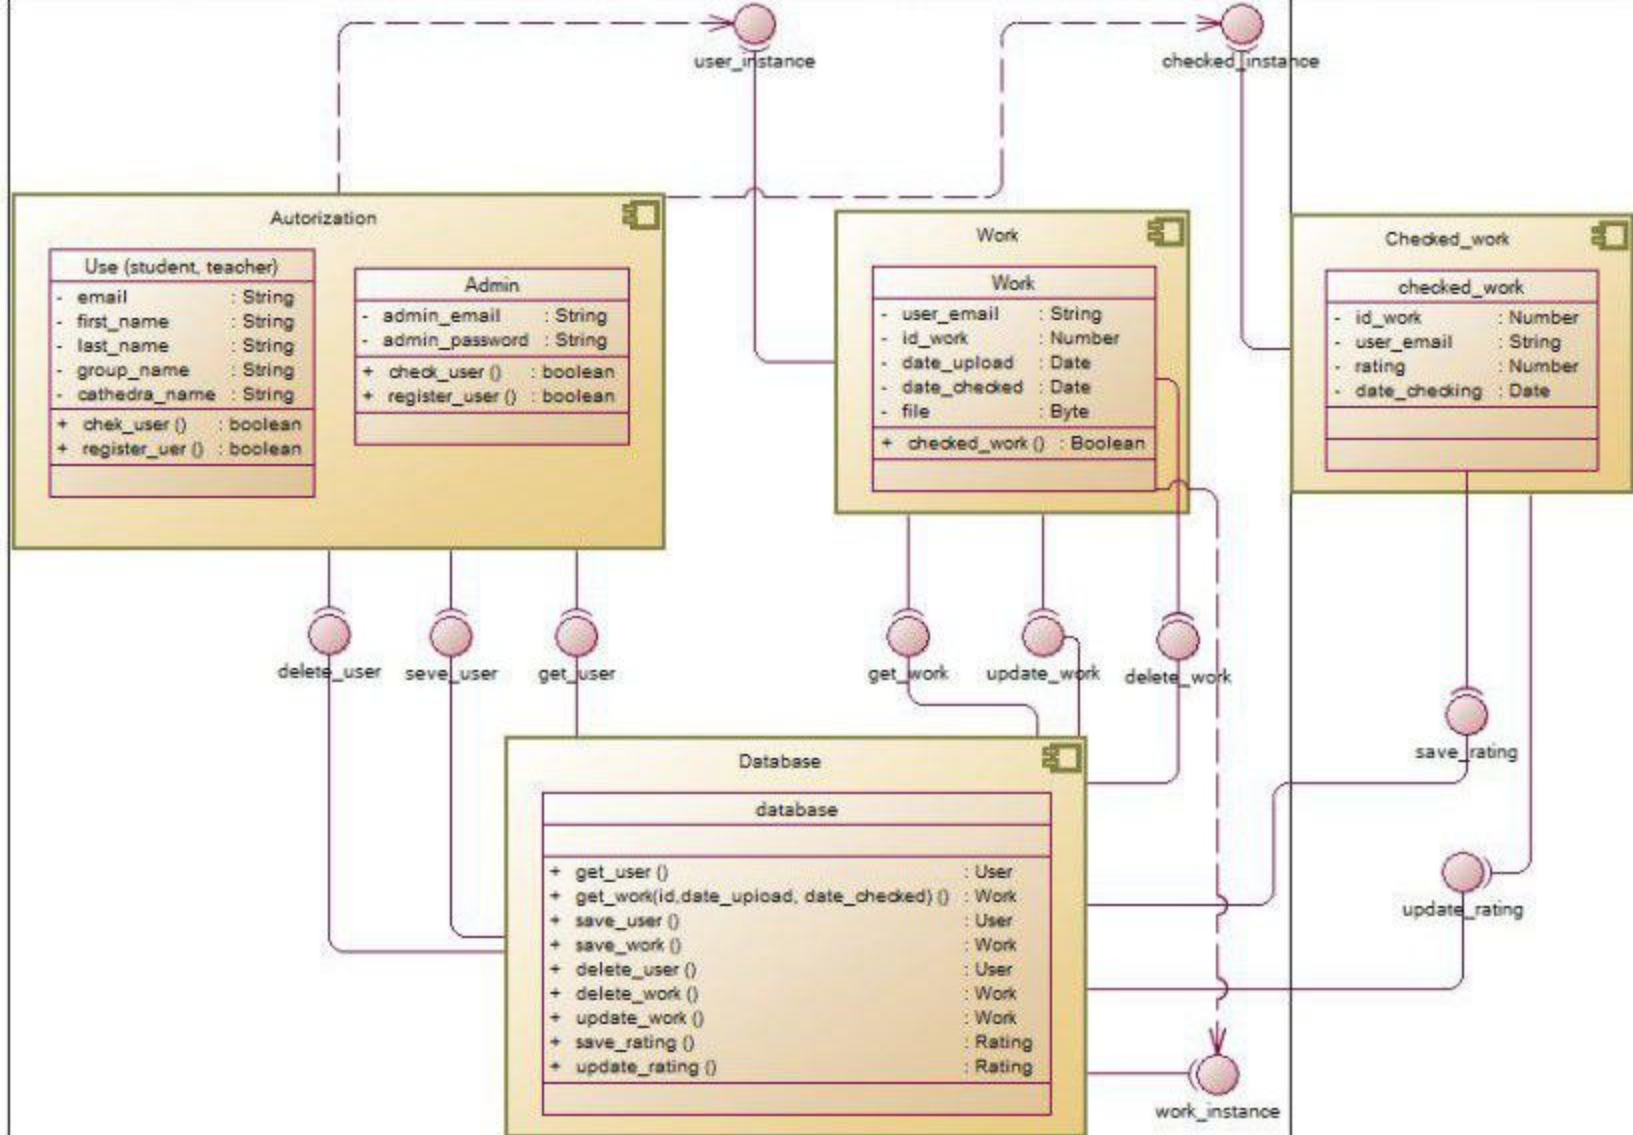 user_instance
checked_instance
Autorization
Use (student, teacher)
- email : String
- first_name : String
- last_name : String
- group_name : String
- cathedra_name : String
+ chek_user () : boolean
+ register_uer () : boolean
Admin
- admin_email : String
- admin_password : String
+ check_user () : boolean
+ register_user () : boolean
Work
Work
- user_email : String
- id_work : Number
- date_upload : Date
- date_checked : Date
- file : Byte
+ checked_work () : Boolean
Checked_work
checked_work
- id_work : Number
- user_email : String
- rating : Number
- date_checking : Date
delete_user
seve_user
get_user
get_work
update_work
delete_work
save_rating
update_rating
Database
database
+ get_user () : User
+ get_work(id,date_upload, date_checked) () : Work
+ save_user () : User
+ save_work () : Work
+ delete_user () : User
+ delete_work () : Work
+ update_work () : Work
+ save_rating () : Rating
+ update_rating () : Rating
work_instance